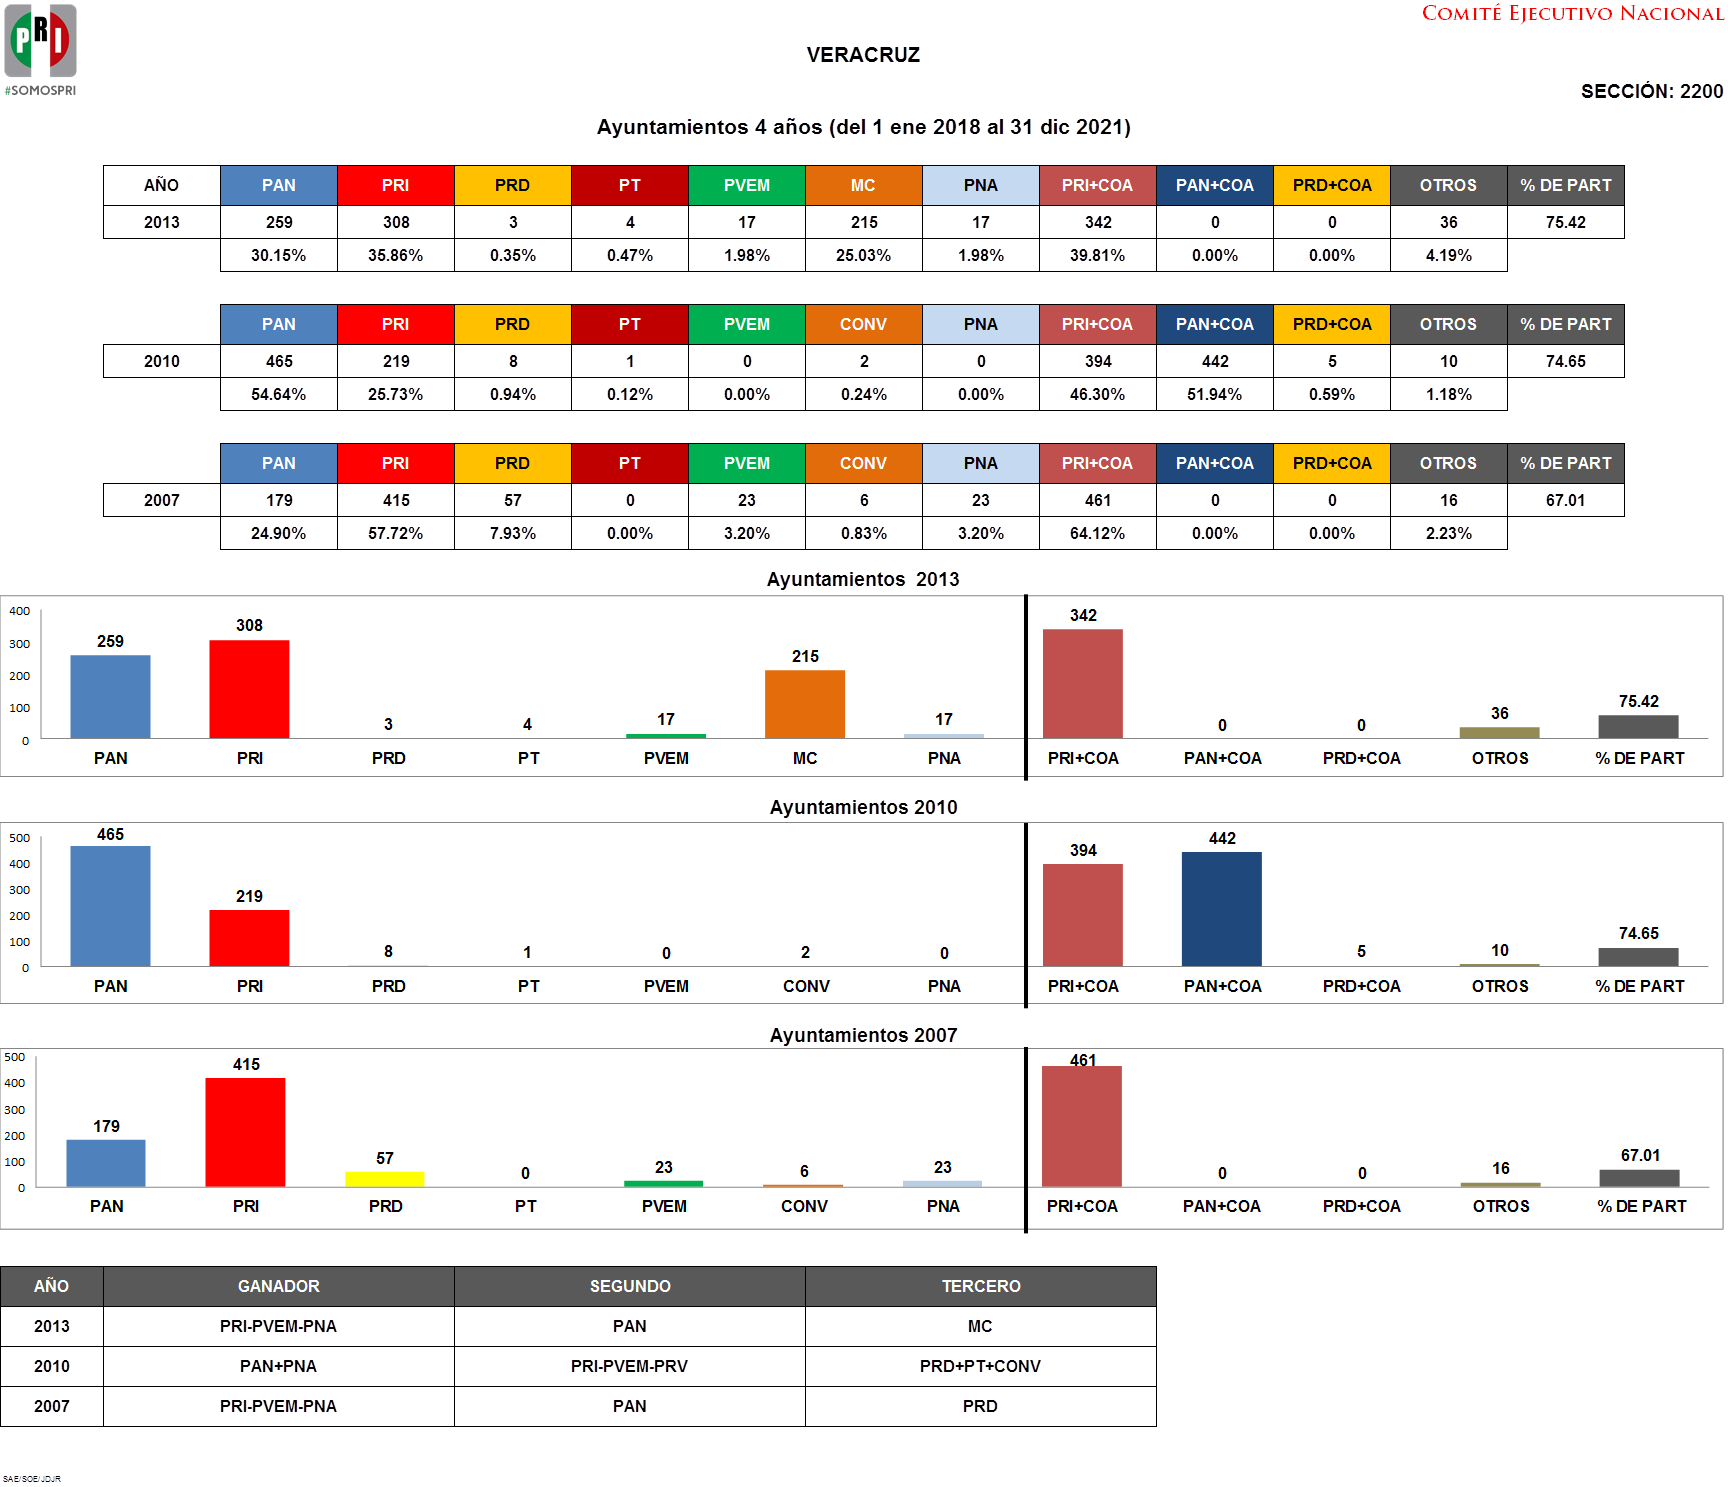 PRI
#SOMOSPRI
COMITÉ EJECUTIVO NACIONAL
VERACRUZ
SECCIÓN: 2200
Ayuntamientos 4 años (del 1 ene 2018 al 31 dic 2021)
AÑO PAN PRI PRD PT PVEM MC PNA PRI+COA PAN+COA PRD+COA OTROS % DE PART
2013 259 308 3 4 17 215 17 342 0 0 36 75.42
30.15% 35.86% 0.35% 0.47% 1.98% 25.03% 1.98% 39.81% 0.00% 0.00% 4.19%
PAN PRI PRD PT PVEM CONV PNA PRI+COA PAN+COA PRD+COA OTROS % DE PART
2010 465 219 8 1 0 2 0 394 442 5 10 74.65
54.64% 25.73% 0.94% 0.12% 0.00% 0.24% 0.00% 46.30% 51.94% 0.59% 1.18%
PAN PRI PRD PT PVEM CONV PNA PRI+COA PAN+COA PRD+COA OTROS % DE PART
2007 179 415 57 0 23 6 23 461 0 0 16 67.01
24.90% 57.72% 7.93% 0.00% 3.20% 0.83% 3.20% 64.12% 0.00% 0.00% 2.23%
Ayuntamientos 2013
400
300
200
100
0
259 308 3 4 17 215 17 342 0 0 36 75.42
PAN PRI PRD PT PVEM MC PNA PRI+COA PAN+COA PRD+COA OTROS % DE PART
Ayuntamientos 2010
500
400
300
200
100
0
465 219 8 1 0 2 0 394 442 5 10 74.65
PAN PRI PRD PT PVEM CONV PNA PRI+COA PAN+COA PRD+COA OTROS % DE PART
Ayuntamientos 2007
500
400
300
200
100
0
179 415 57 0 23 6 23 461 0 0 16 67.01
PAN PRI PRD PT PVEM CONV PNA PRI+COA PAN+COA PRD+COA OTROS % DE PART
AÑO GANADOR SEGUNDO TERCERO
2013 PRI-PVEM-PNA PAN MC
2010 PAN+PNA PRI-PVEM-PRV PRD+PT+CONV
2007 PRI-PVEM-PNA PAN PRD
SAE/SOE/JDJR